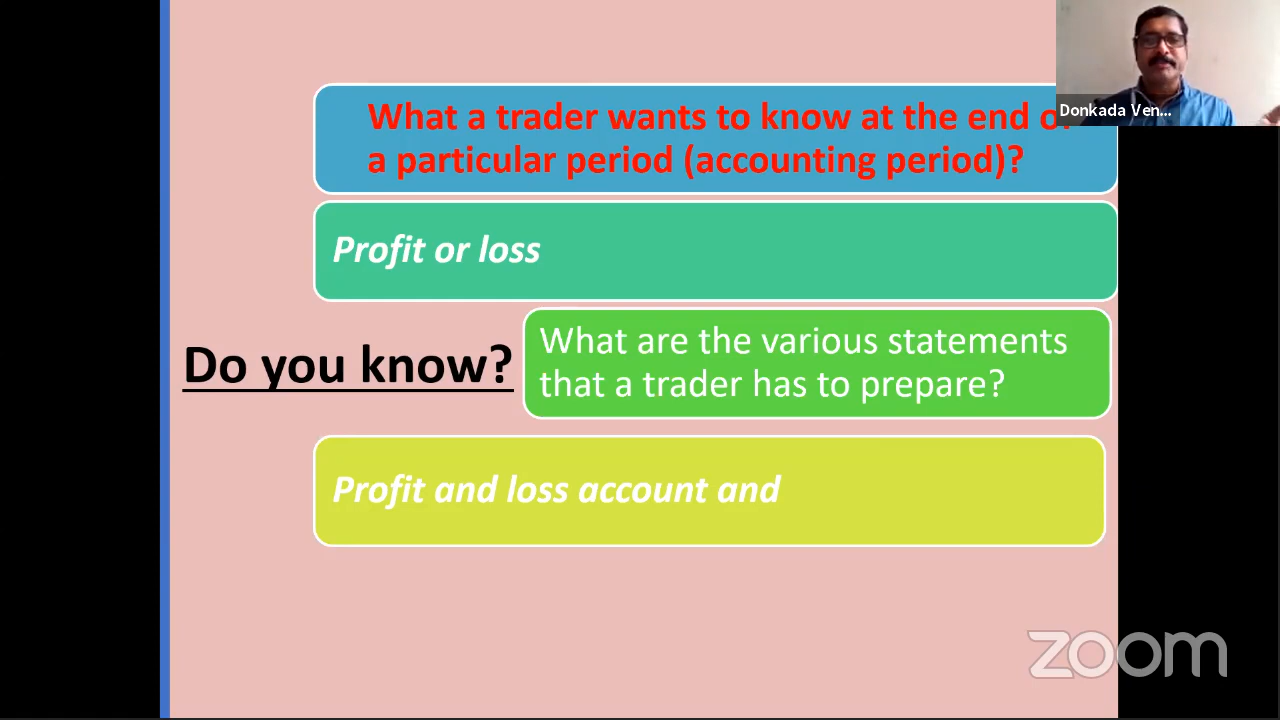 What a trader wants to know at the end of
a particular period (accounting period)?
Donkada Ven...
Profit or loss
Do you know?
What are the various statements
that a trader has to prepare?
Profit and loss account and
zoom